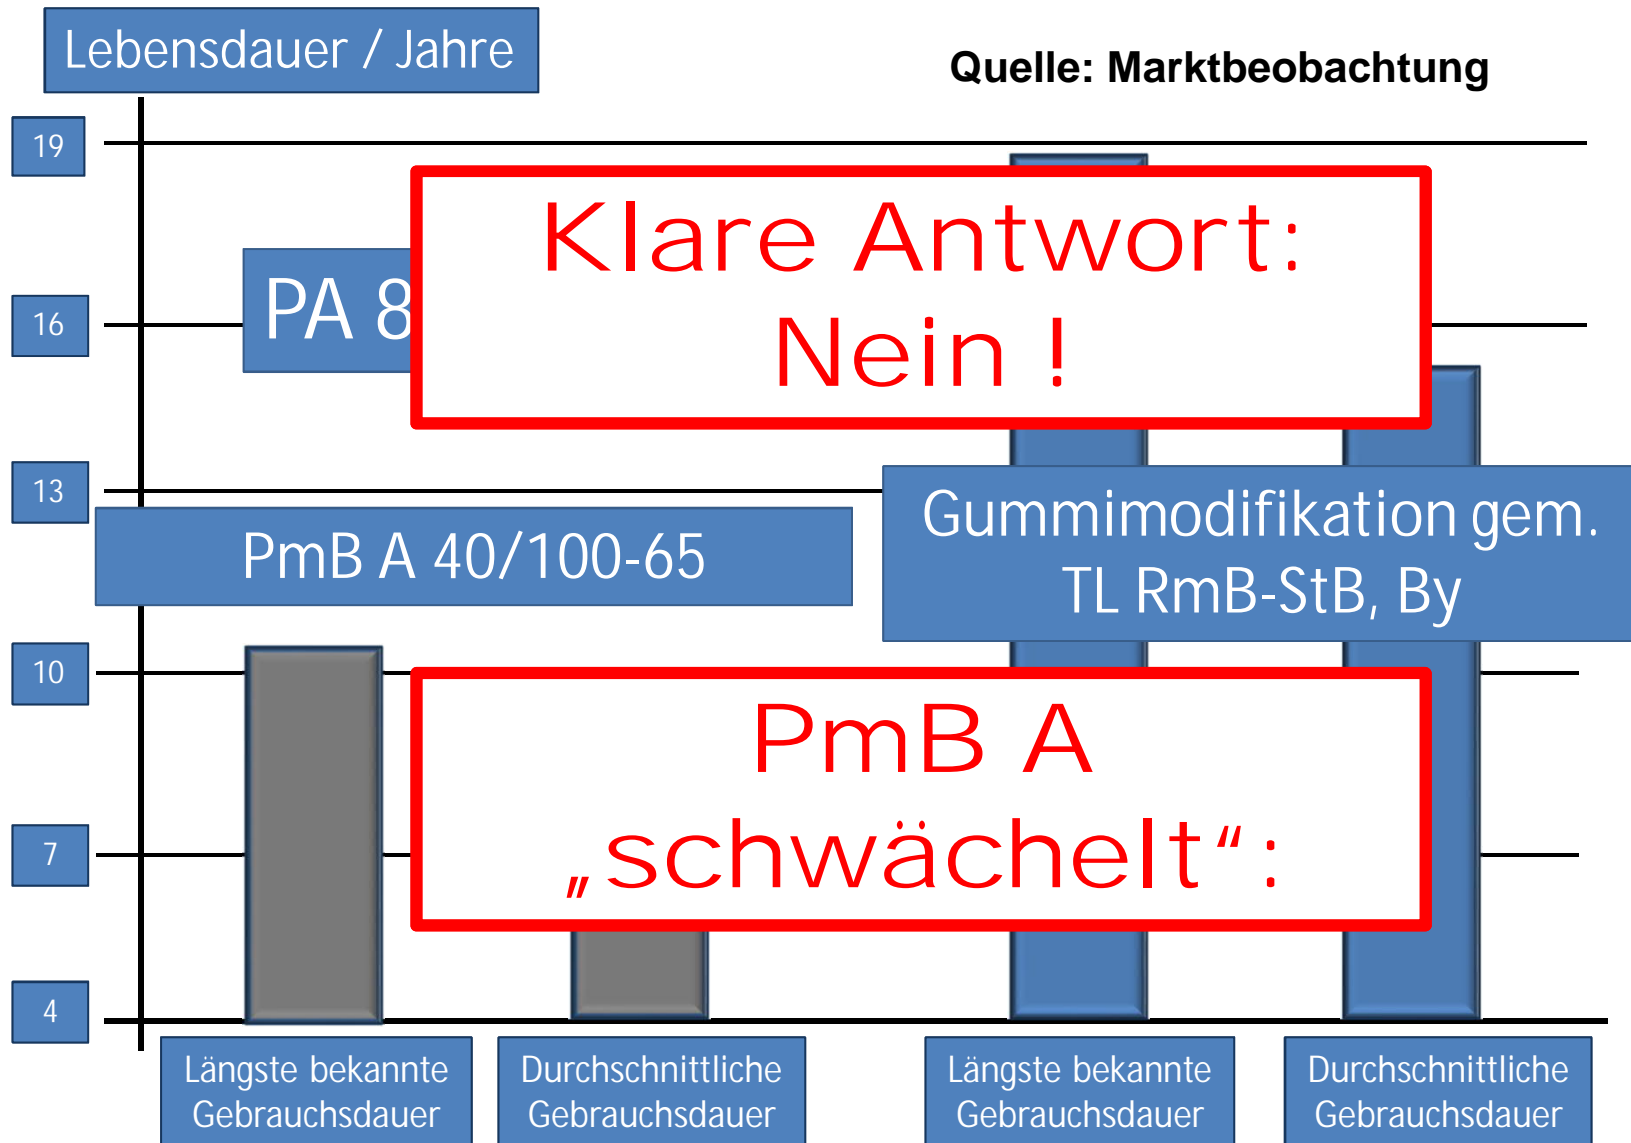 Lebensdauer / Jahre
Quelle: Marktbeobachtung
19
Klare Antwort:
Nein !
PA 8
16
13
Gummimodifikation gem.
TL RmB-StB, By
PmB A 40/100-65
10
PmB A
„schwächelt“:
7
4
Längste bekannte
Gebrauchsdauer
Durchschnittliche
Gebrauchsdauer
Längste bekannte
Gebrauchsdauer
Durchschnittliche
Gebrauchsdauer